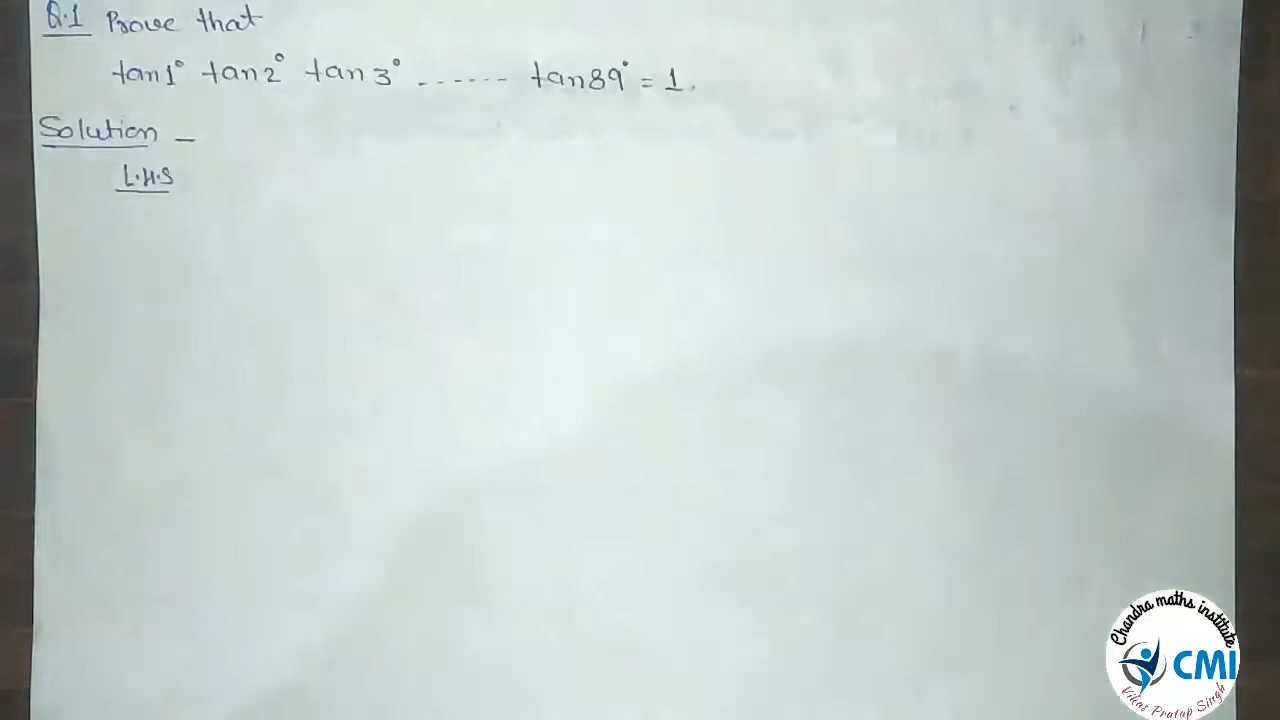 Q.1 Prove that
tan1° tan2° tan3° ------ tan89° = 1.
Solution –
L.H.S
Chandra maths institute
CMI
Vikas Pratap Singh